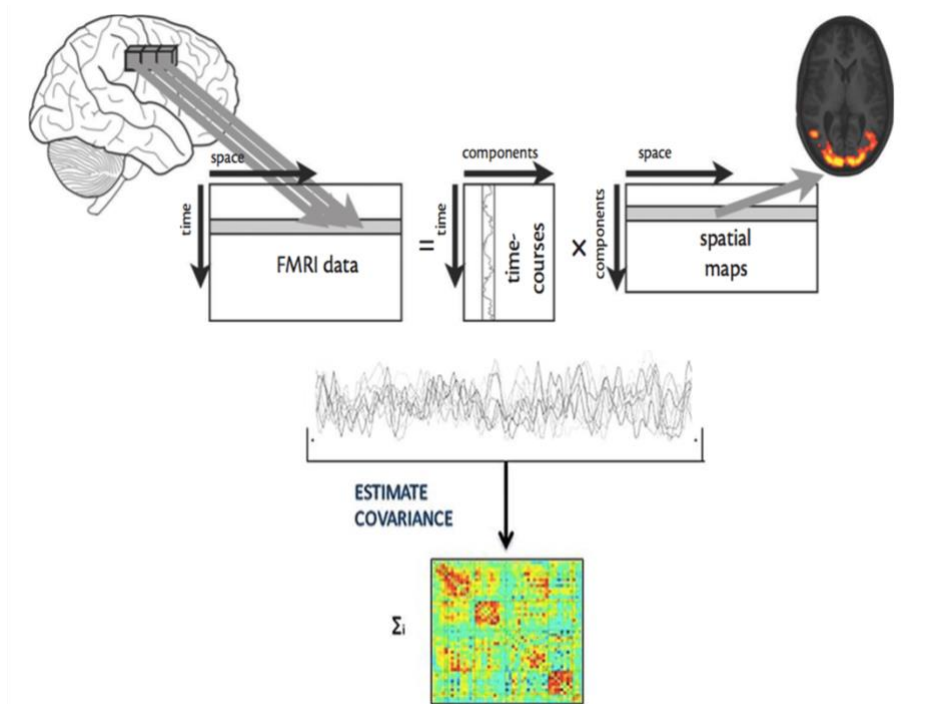 space
components
space
time
FMRI data
=
time
time-
courses
×
components
spatial
maps
ESTIMATE
COVARIANCE
Σi